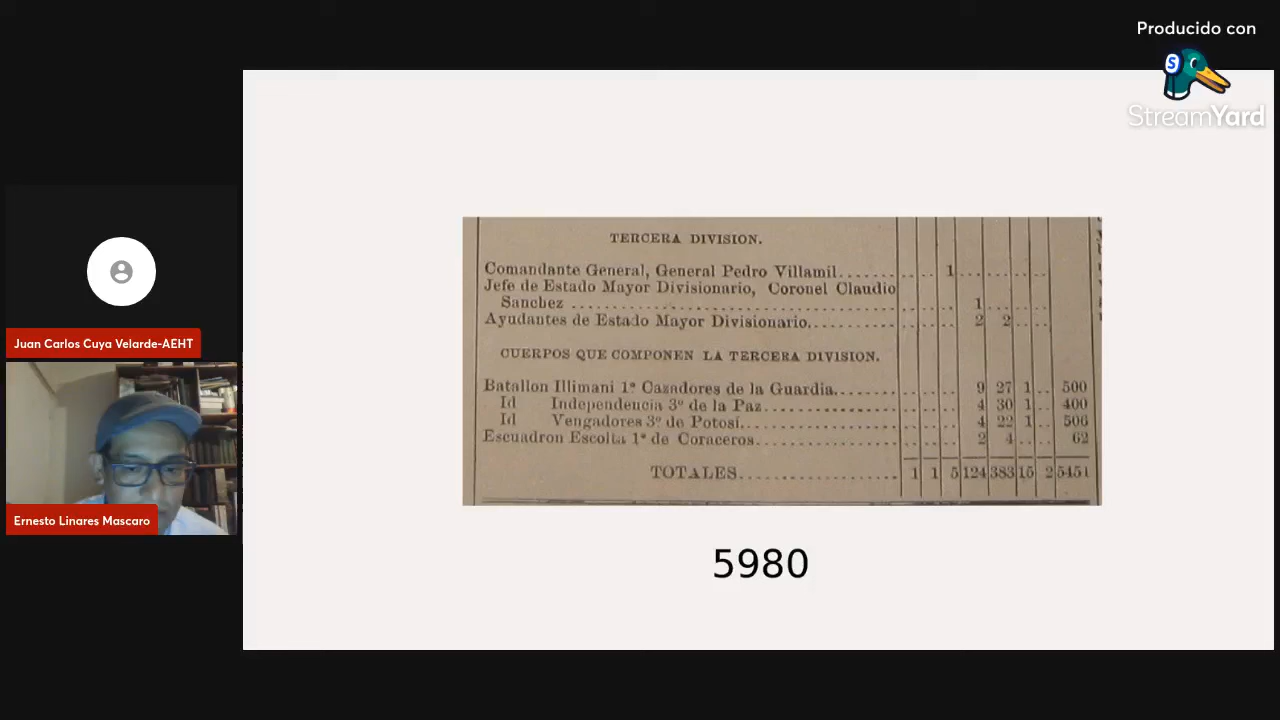 Producido con
StreamYard
TERCERA DIVISION.
Comandante General, General Pedro Villamil........ .. .. 1 .. .. .. ..
Jefe de Estado Mayor Divisionario, Coronel Claudio
Sanchez ........ 1
Ayudantes de Estado Mayor Divisionario........ 2 2 .. ..
CUERPOS QUE COMPONEN LA TERCERA DIVISION.
Batallon Illimani 1º Cazadores de la Guardia........ 9 27 1 .. 500
Id Independencia 3º de la Paz........ 4 30 1 .. 400
Id Vengadores 3º de Potosí........ 4 22 1 .. 506
Escuadron Escolta 1º de Coraceros........ 2 4 .. .. 62
TOTALES........ 1 1 5 124 383 15 2 5451
5980
Juan Carlos Cuya Velarde-AEHT
Ernesto Linares Mascaro